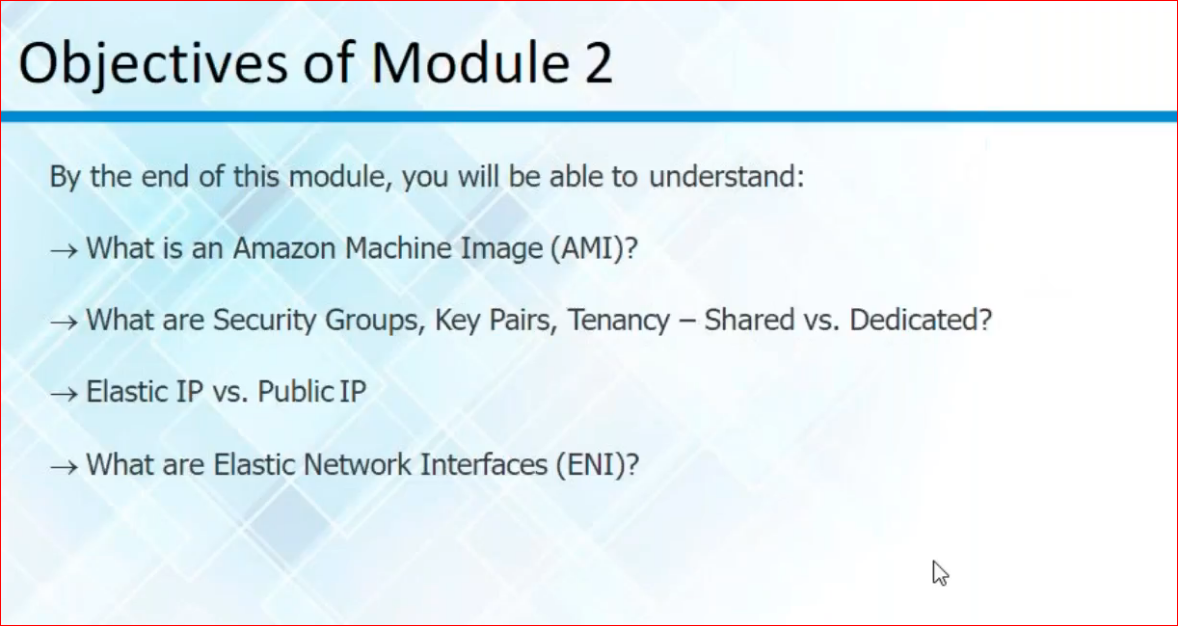 Objectives of Module 2
By the end of this module, you will be able to understand:
→ What is an Amazon Machine Image (AMI)?
→ What are Security Groups, Key Pairs, Tenancy – Shared vs. Dedicated?
→ Elastic IP vs. Public IP
→ What are Elastic Network Interfaces (ENI)?